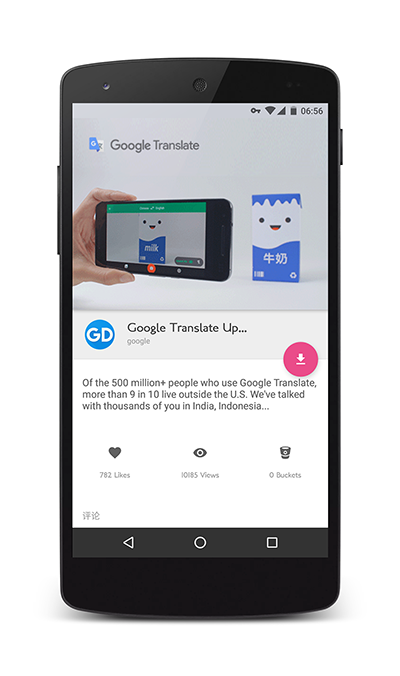 06:56
Google Translate
Chinese English
milk
牛奶
GD
Google Translate Up...
google
Of the 500 million+ people who use Google Translate,
more than 9 in 10 live outside the U.S. We've talked
with thousands of you in India, Indonesia...
782 Likes
10185 Views
0 Buckets
评论